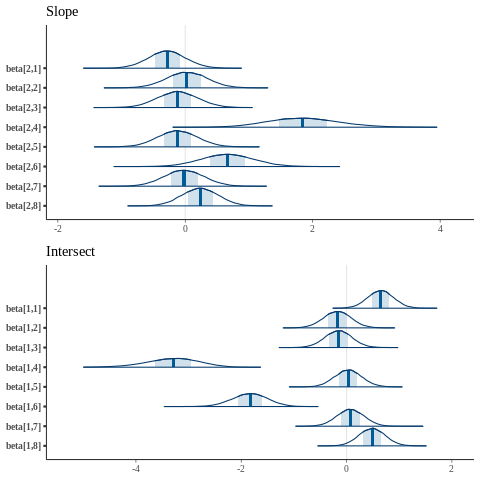 Slope
beta[2,1]
beta[2,2]
beta[2,3]
beta[2,4]
beta[2,5]
beta[2,6]
beta[2,7]
beta[2,8]
-2 0 2 4
Intersect
beta[1,1]
beta[1,2]
beta[1,3]
beta[1,4]
beta[1,5]
beta[1,6]
beta[1,7]
beta[1,8]
-4 -2 0 2